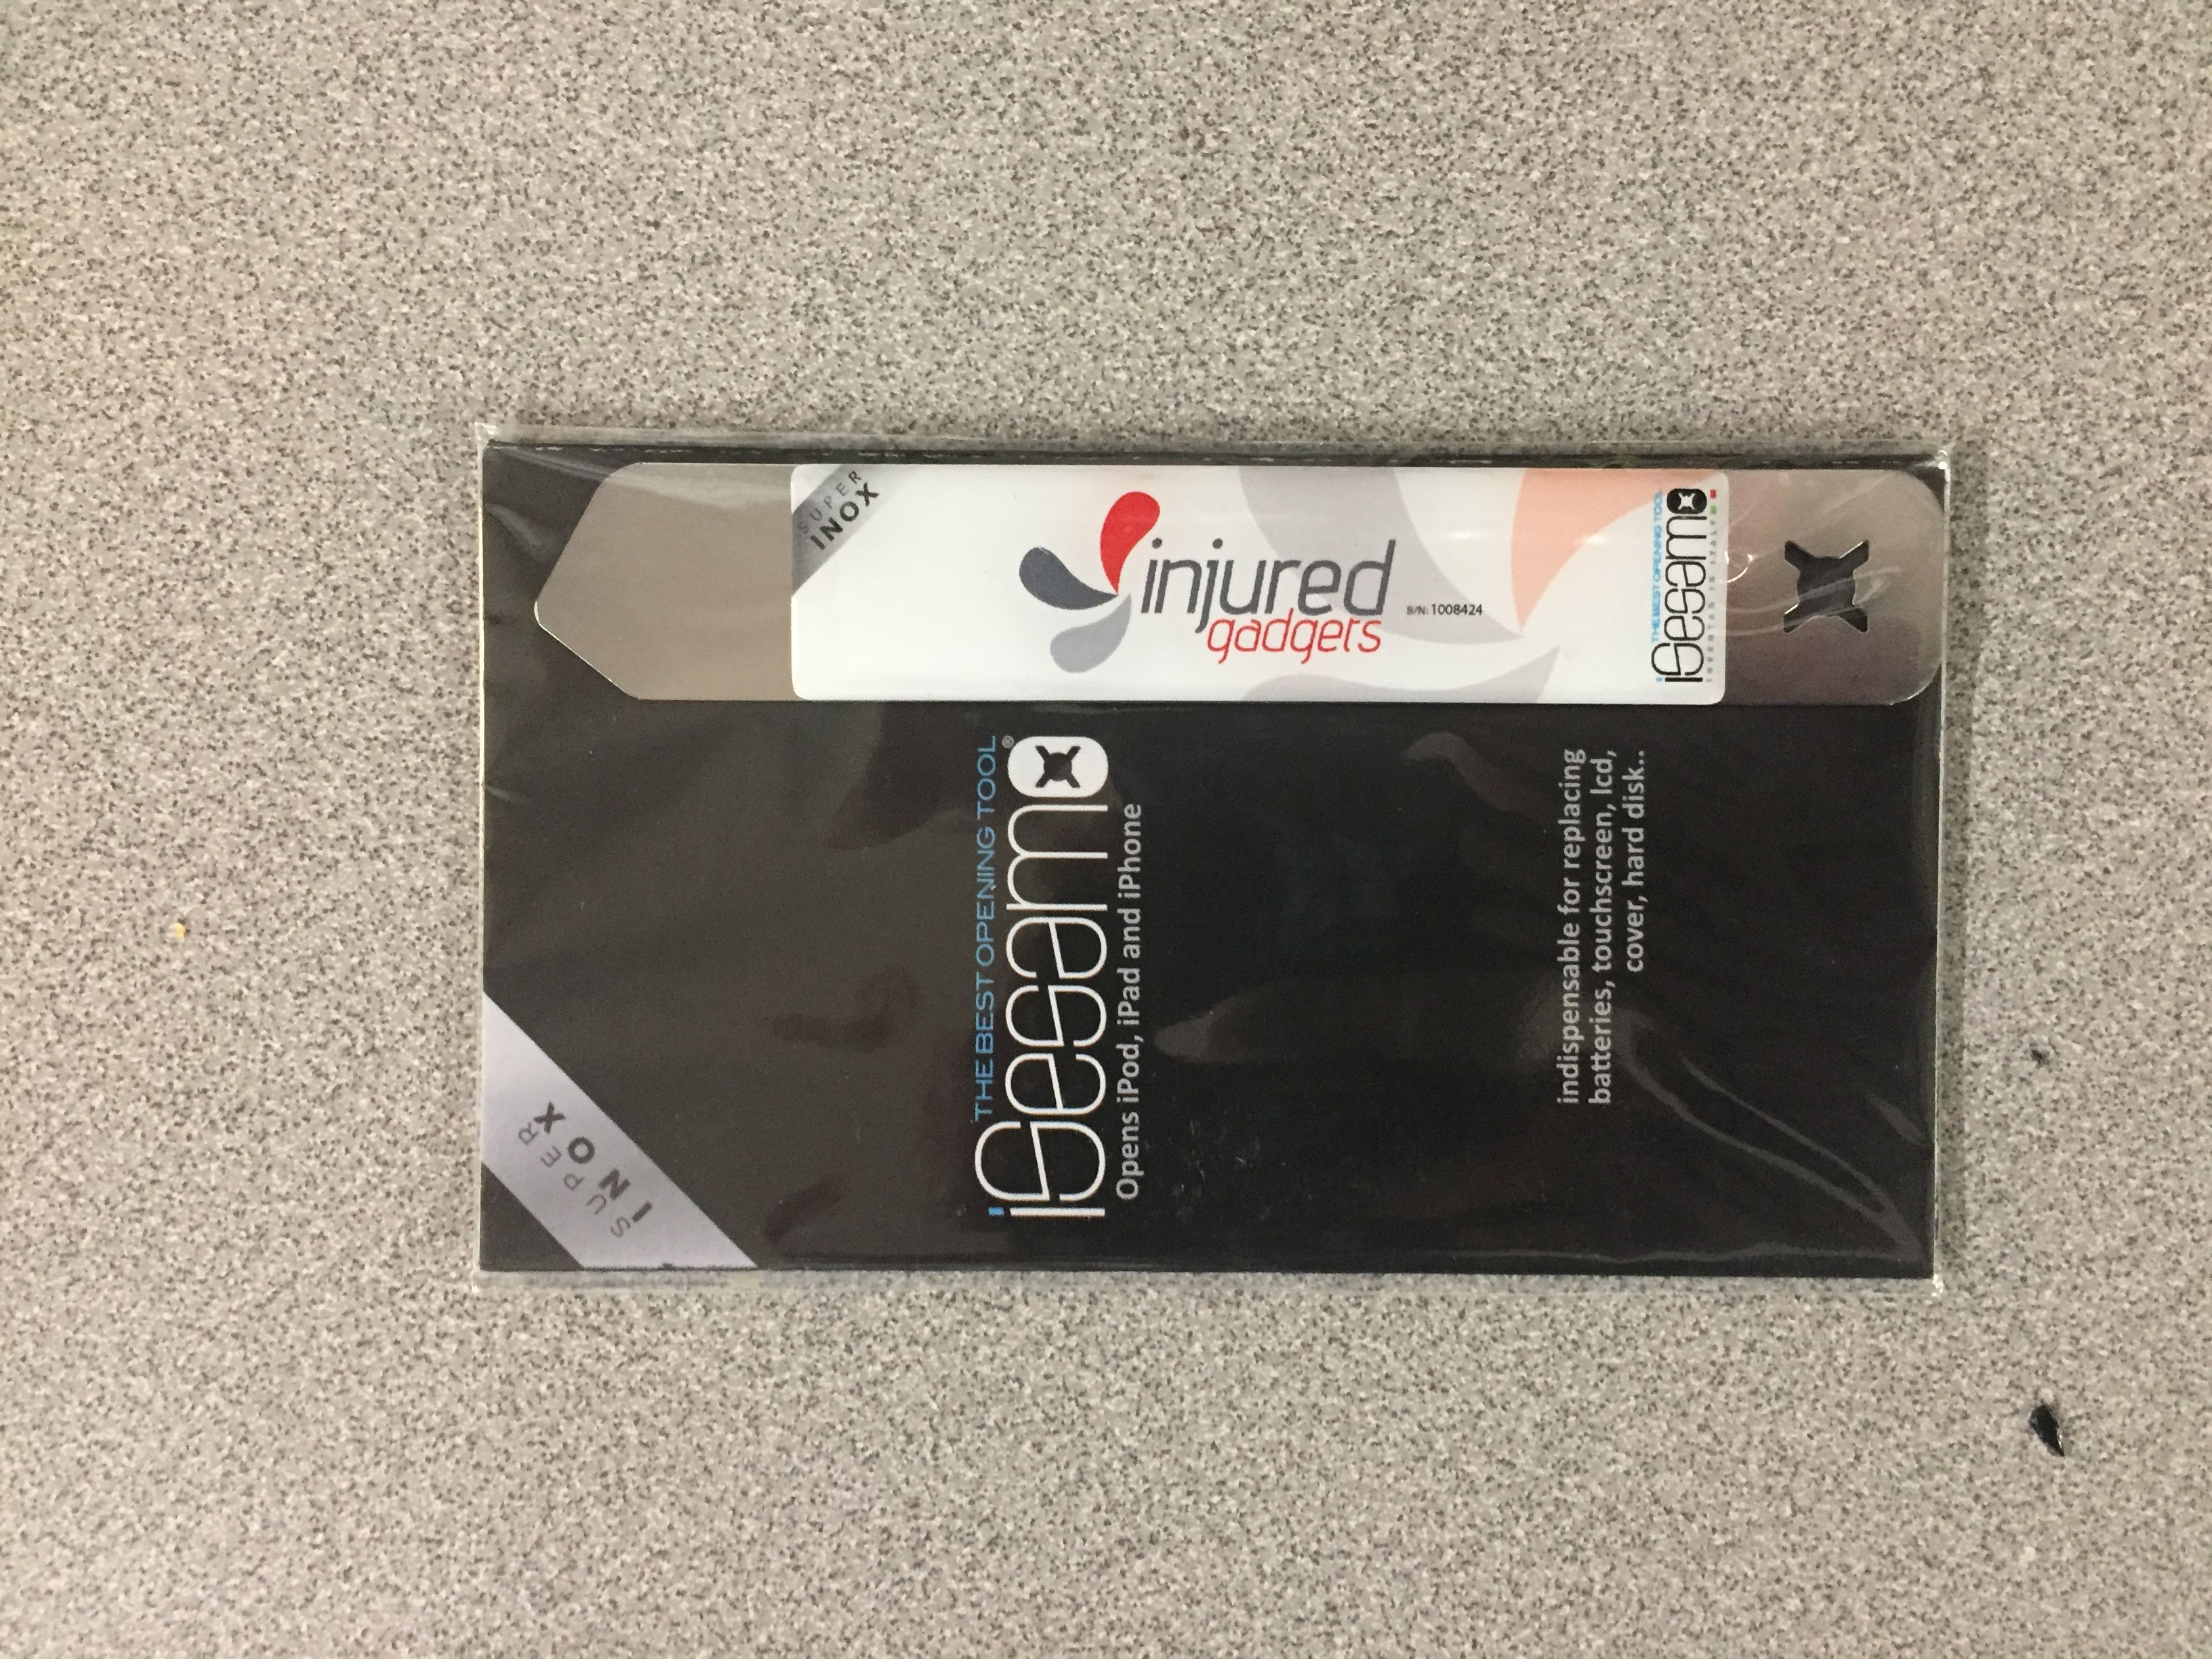 SUPER
INOX
injured
gadgets
S/N: 1008424
THE BEST OPENING TOOL
iSesamo
THE BEST OPENING TOOL
iSesamo®
Opens iPod, iPad and iPhone
indispensable for replacing
batteries, touchscreen, lcd,
cover, hard disk..
SUPER
INOX